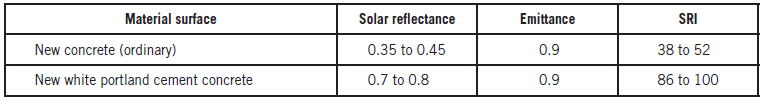 Material surface Solar reflectance Emittance SRI
New concrete (ordinary) 0.35 to 0.45 0.9 38 to 52
New white portland cement concrete 0.7 to 0.8 0.9 86 to 100